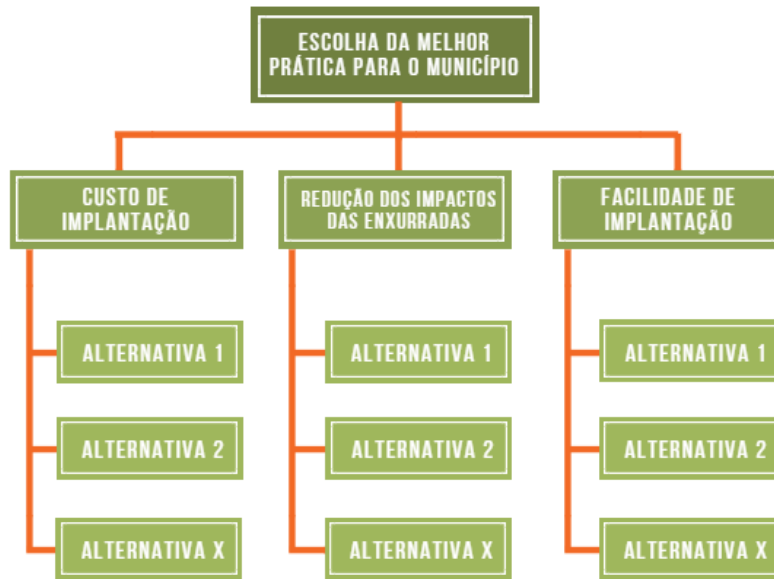 ESCOLHA DA MELHOR
PRÁTICA PARA O MUNICÍPIO
CUSTO DE
IMPLANTAÇÃO
ALTERNATIVA 1
ALTERNATIVA 2
ALTERNATIVA X
REDUÇÃO DOS IMPACTOS
DAS ENXURRADAS
ALTERNATIVA 1
ALTERNATIVA 2
ALTERNATIVA X
FACILIDADE DE
IMPLANTAÇÃO
ALTERNATIVA 1
ALTERNATIVA 2
ALTERNATIVA X